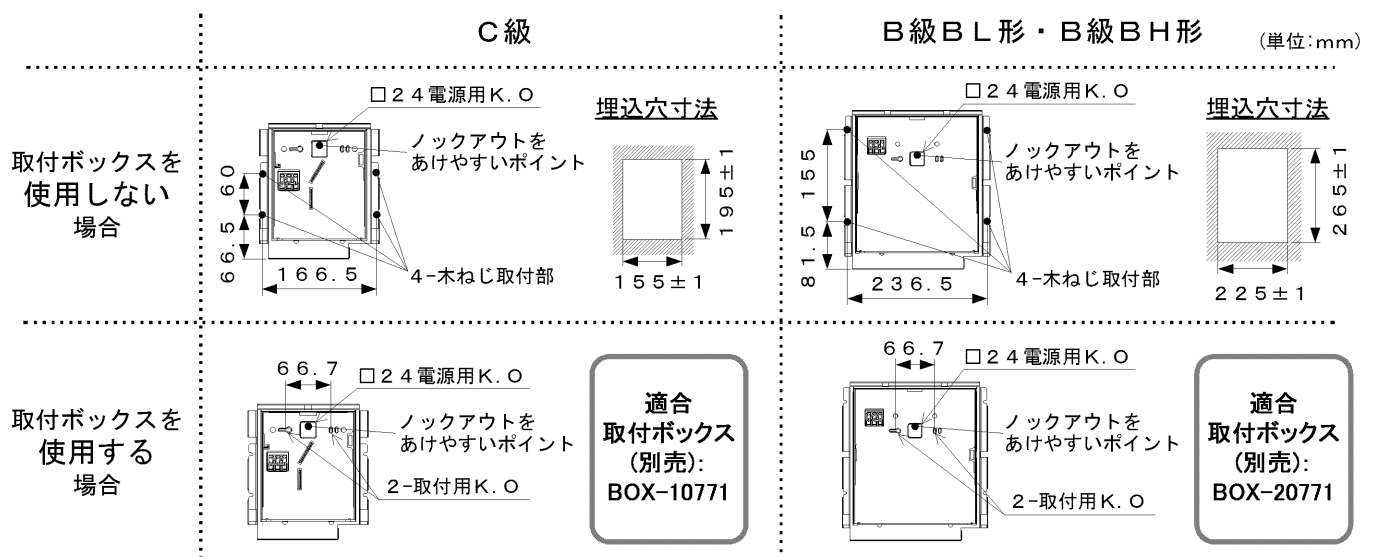 C級
B級BL形・B級BH形
(単位:mm)
取付ボックスを
使用しない
場合
□24電源用K.O
ノックアウトを
あけやすいポイント
60
66.5
166.5
4-木ねじ取付部
埋込穴寸法
195±1
155±1
□24電源用K.O
ノックアウトを
あけやすいポイント
155
81.5
236.5
4-木ねじ取付部
埋込穴寸法
265±1
225±1
取付ボックスを
使用する
場合
66.7
□24電源用K.O
ノックアウトを
あけやすいポイント
2-取付用K.O
適合
取付ボックス
(別売):
BOX-10771
66.7
□24電源用K.O
ノックアウトを
あけやすいポイント
2-取付用K.O
適合
取付ボックス
(別売):
BOX-20771